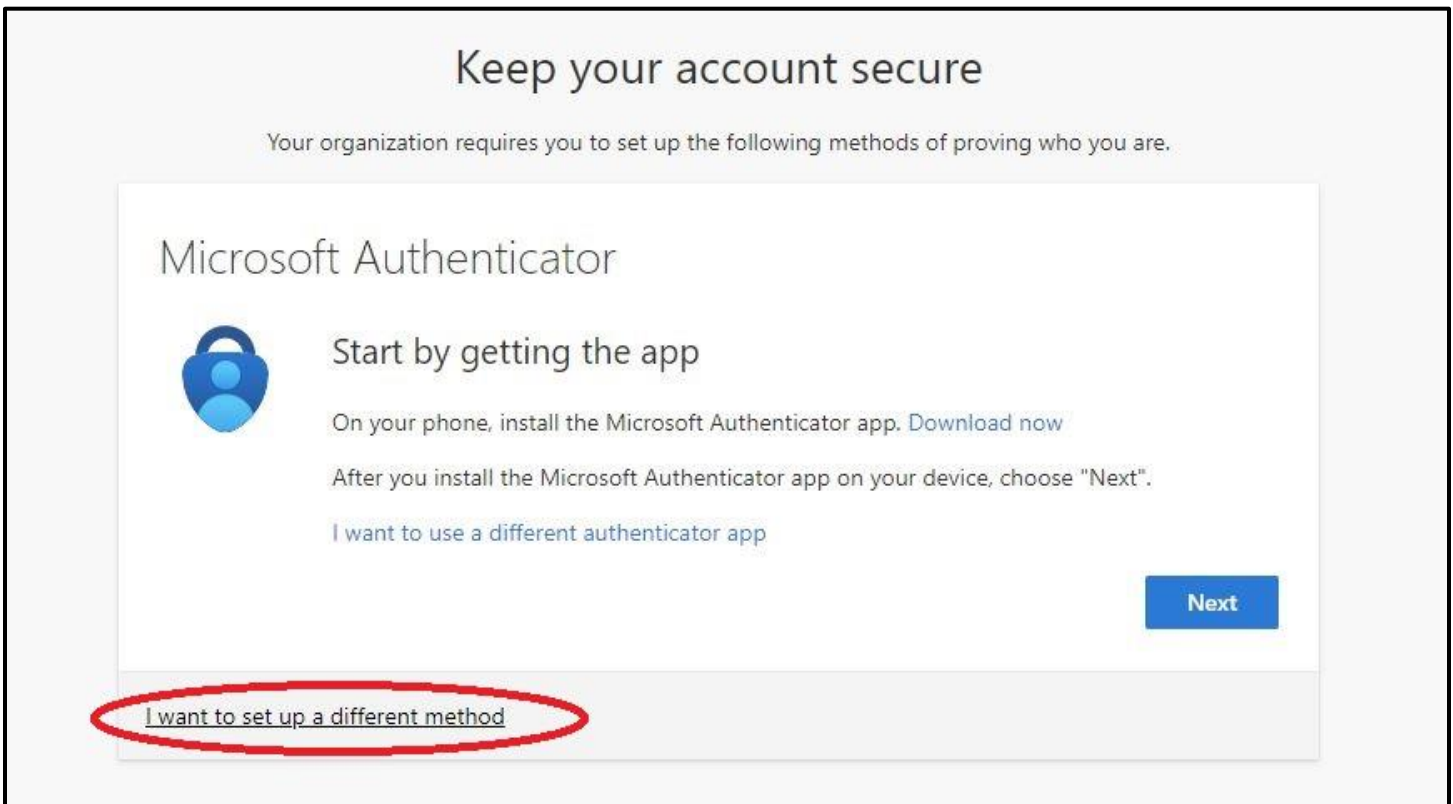 Keep your account secure
Your organization requires you to set up the following methods of proving who you are.
Microsoft Authenticator
Start by getting the app
On your phone, install the Microsoft Authenticator app. Download now
After you install the Microsoft Authenticator app on your device, choose "Next".
I want to use a different authenticator app
Next
I want to set up a different method